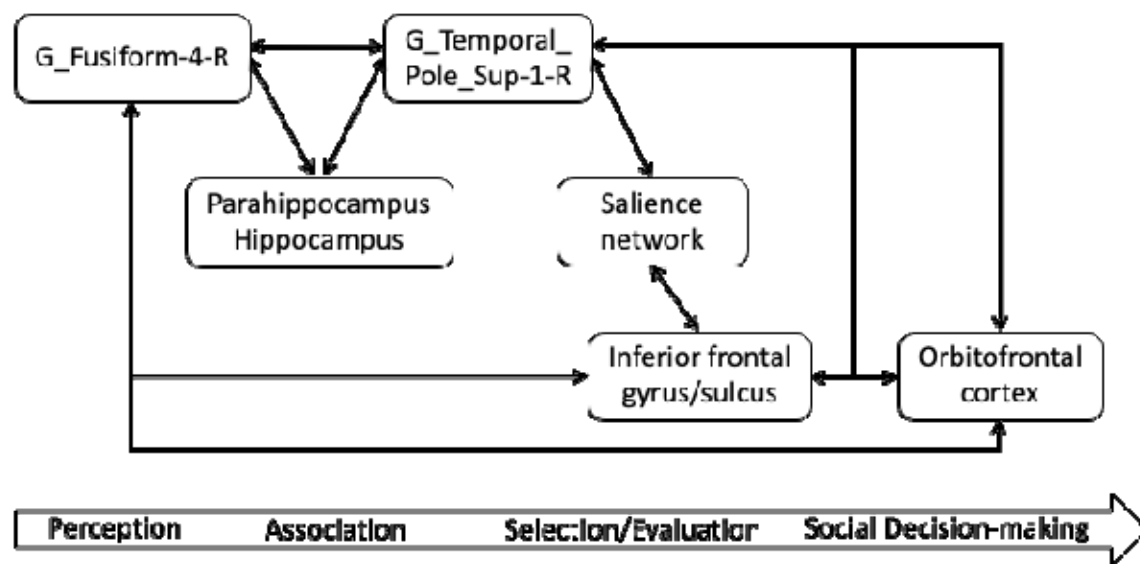 G_Fusiform-4-R
G_Temporal_
Pole_Sup-1-R
Parahippocampus
Hippocampus
Salience
network
Inferior frontal
gyrus/sulcus
Orbitofrontal
cortex
Perception Association Selection/Evaluation Social Decision-making